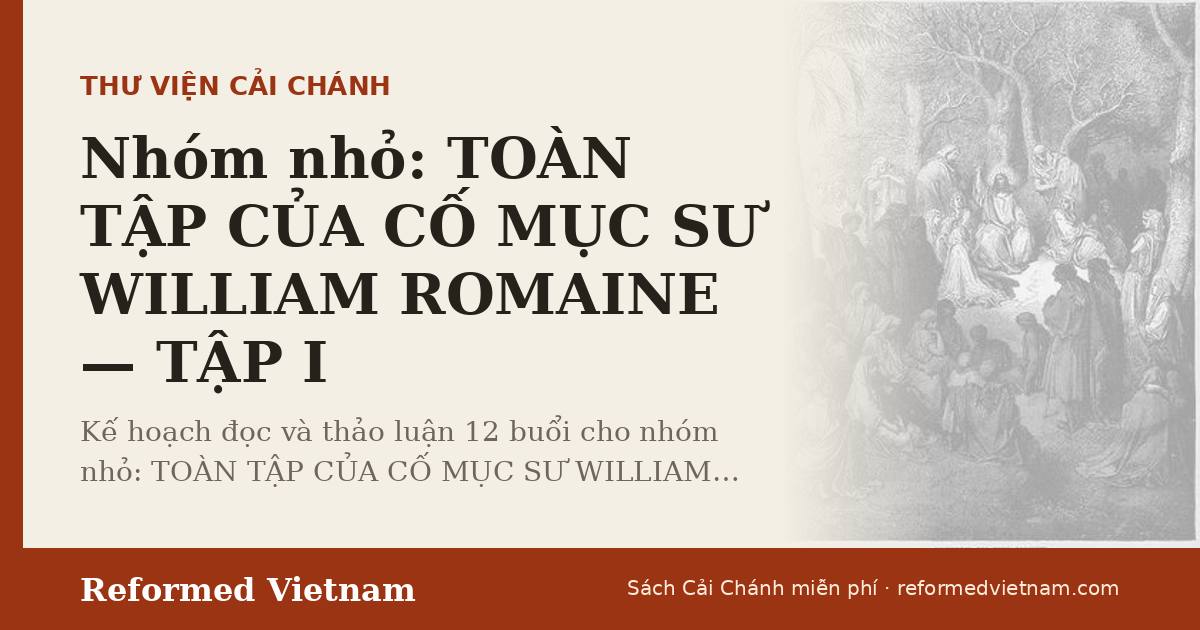 THƯ VIỆN CẢI CHÁNH
Nhóm nhỏ: TOÀN
TẬP CỦA CỐ MỤC SƯ
WILLIAM ROMAINE
— TẬP I
Kế hoạch đọc và thảo luận 12 buổi cho nhóm
nhỏ: TOÀN TẬP CỦA CỐ MỤC SƯ WILLIAM…
Reformed Vietnam
Sách Cải Chánh miễn phí · reformedvietnam.com